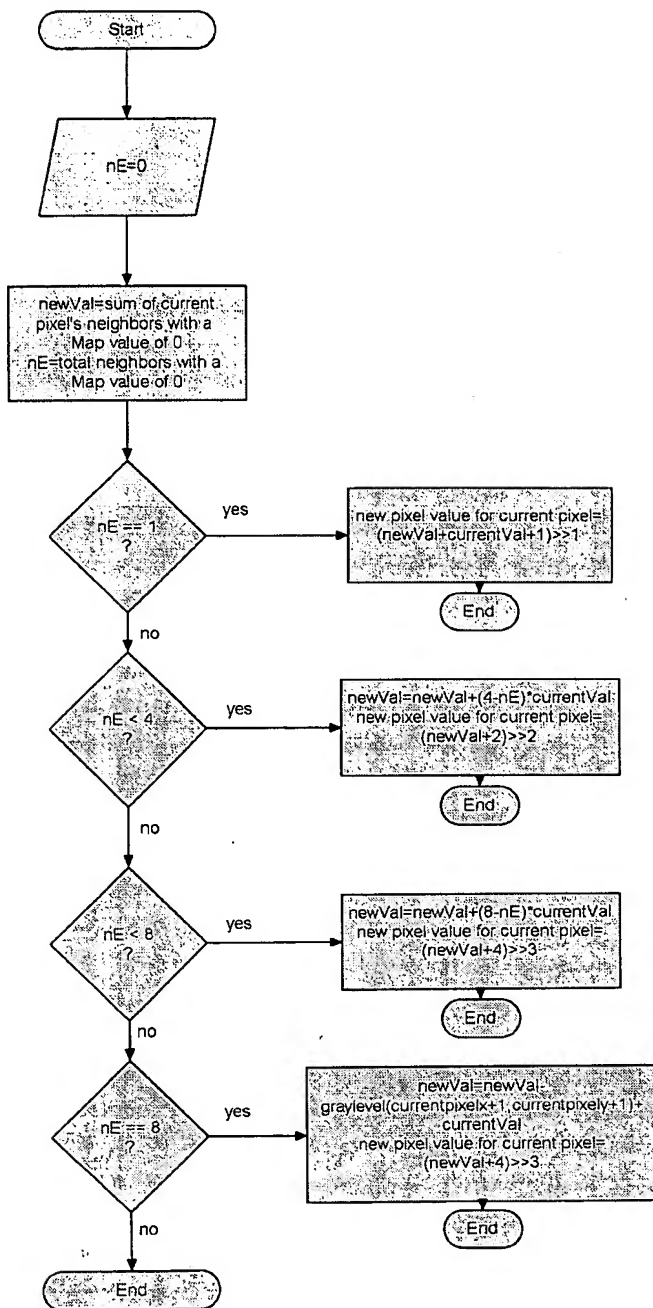 Start
nE=0
newVal=sum of current
pixel's neighbors with a
Map value of 0
nE=total neighbors with a
Map value of 0
nE == 1
?
yes
new pixel value for current pixel=
(newVal+currentVal+1)>>1
End
no
nE < 4
?
yes
newVal=newVal+(4-nE)*currentVal
new pixel value for current pixel=
(newVal+2)>>2
End
no
nE < 8
?
yes
newVal=newVal+(8-nE)*currentVal
new pixel value for current pixel=
(newVal+4)>>3
End
no
nE == 8
?
yes
newVal=newVal-
graylevel(currentpixelx+1,currentpixely+1)+
currentVal
new pixel value for current pixel=
(newVal+4)>>3
End
no
End